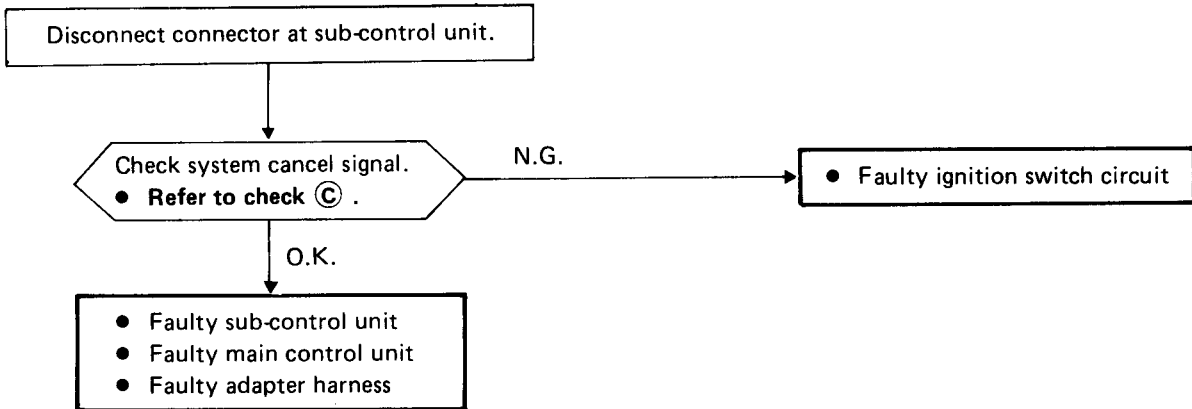 Disconnect connector at sub-control unit.
Check system cancel signal.
● Refer to check Ⓒ .
N.G.
● Faulty ignition switch circuit
O.K.
● Faulty sub-control unit
● Faulty main control unit
● Faulty adapter harness